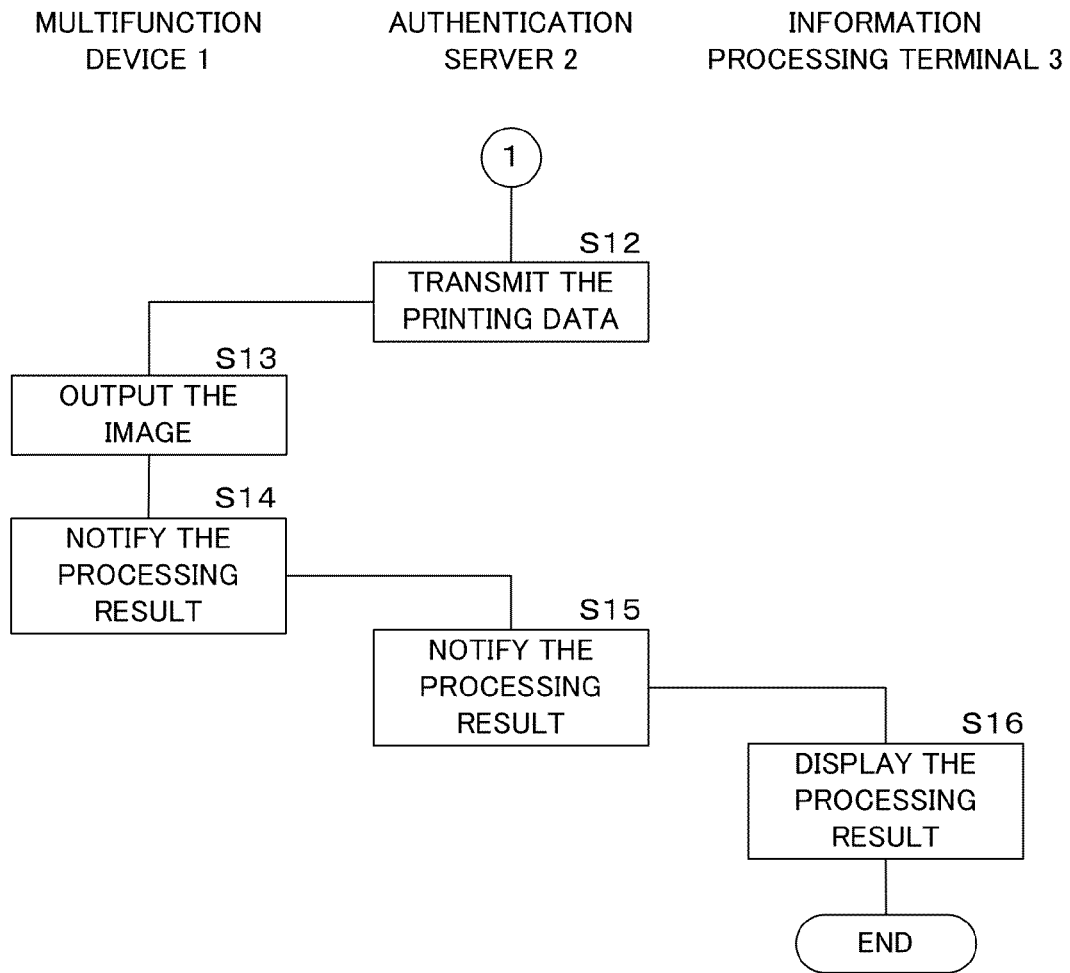 MULTIFUNCTION
DEVICE 1
AUTHENTICATION
SERVER 2
INFORMATION
PROCESSING TERMINAL 3
1
S12
TRANSMIT THE
PRINTING DATA
S13
OUTPUT THE
IMAGE
S14
NOTIFY THE
PROCESSING
RESULT
S15
NOTIFY THE
PROCESSING
RESULT
S16
DISPLAY THE
PROCESSING
RESULT
END